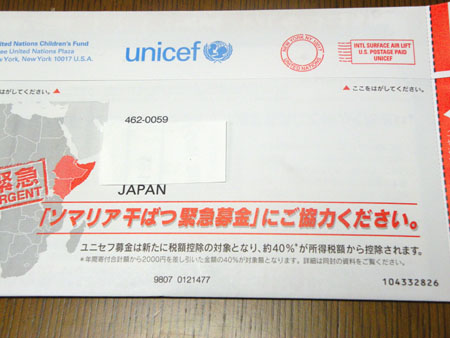 United Nations Children's Fund
Three United Nations Plaza
New York, New York 10017 U.S.A.
unicef
NEW YORK, NY 10017
UNITED NATIONS
INTL SURFACE AIR LIFT
U.S. POSTAGE PAID
UNICEF
はがしてください。
ここをはがしてください。
462-0059
緊急
URGENT
JAPAN
「ソマリア干ばつ緊急募金」にご協力ください。
ユニセフ募金は新たに税額控除の対象となり、約40%*が所得税額から控除されます。
*年間寄付合計額から2000円を差し引いた金額の40%が対象額となります。詳細は同封の資料をご覧ください。
9807 0121477
104332826